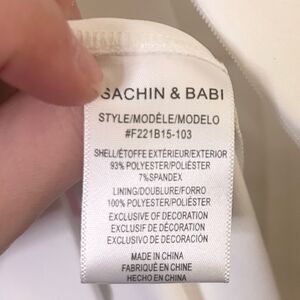 SACHIN & BABI
STYLE/MODÈLE/MODELO
#F221B15-103
SHELL/ÉTOFFE EXTÉRIEUR/EXTERIOR
93% POLYESTER/POLIÉSTER
7%SPANDEX
LINING/DOUBLURE/FORRO
100% POLYESTER/POLIÉSTER
EXCLUSIVE OF DECORATION
EXCLUSIF DE DÉCORATION
EXCLUSIVO DE DECORACIÓN
MADE IN CHINA
FABRIQUÉ EN CHINE
HECHO EN CHINA